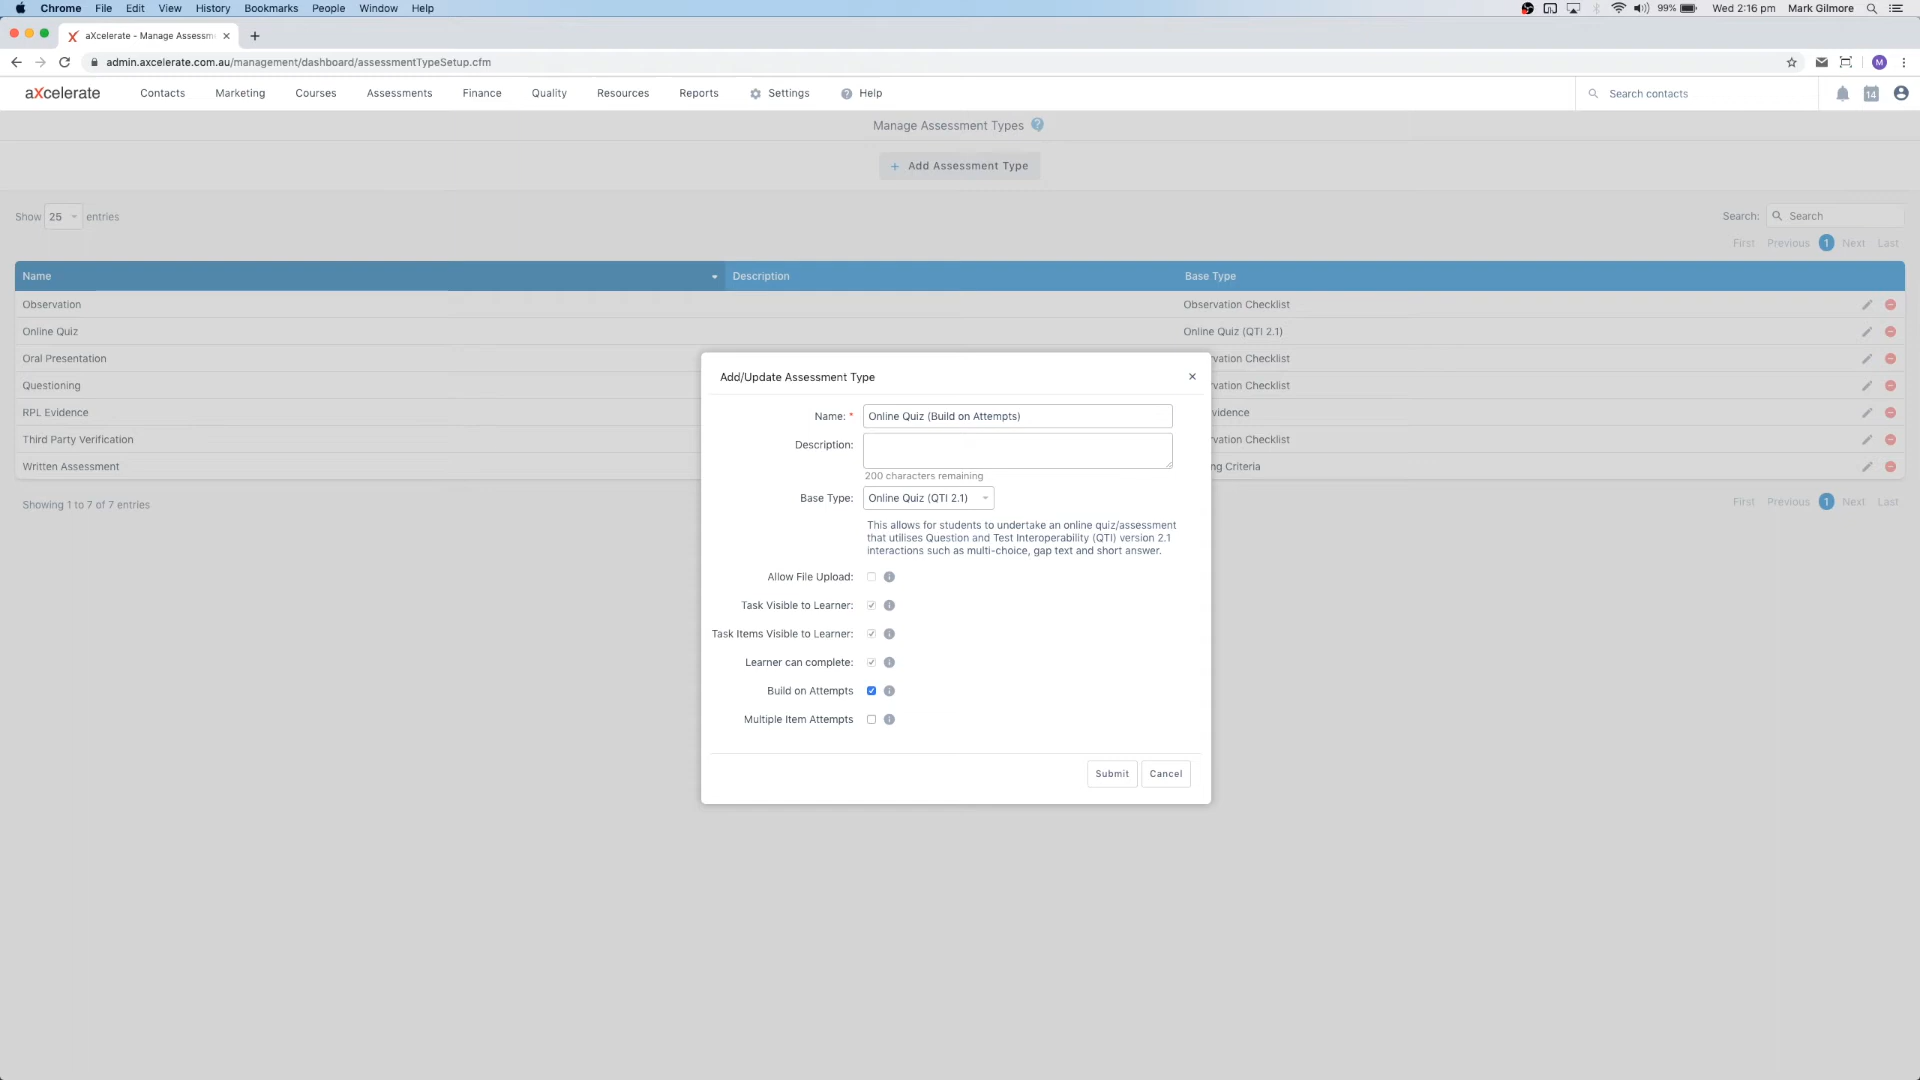 Chrome File Edit View History Bookmarks People Window Help 99% Wed 2:16 pm Mark Gilmore
aXcelerate - Manage Assessm
admin.axcelerate.com.au/management/dashboard/assessmentTypeSetup.cfm M
aXcelerate Contacts Marketing Courses Assessments Finance Quality Resources Reports Settings Help Search contacts 14
Manage Assessment Types
+ Add Assessment Type
Show 25 entries Search: Search
First Previous 1 Next Last
Name Description Base Type
Observation Observation Checklist
Online Quiz Online Quiz (QTI 2.1)
Oral Presentation vation Checklist
Questioning vation Checklist
RPL Evidence vidence
Third Party Verification vation Checklist
Written Assessment ng Criteria
Showing 1 to 7 of 7 entries First Previous 1 Next Last
Add/Update Assessment Type
Name: * Online Quiz (Build on Attempts)
Description:
200 characters remaining
Base Type: Online Quiz (QTI 2.1)
This allows for students to undertake an online quiz/assessment
that utilises Question and Test Interoperability (QTI) version 2.1
interactions such as multi-choice, gap text and short answer.
Allow File Upload:
Task Visible to Learner:
Task Items Visible to Learner:
Learner can complete:
Build on Attempts
Multiple Item Attempts
Submit Cancel